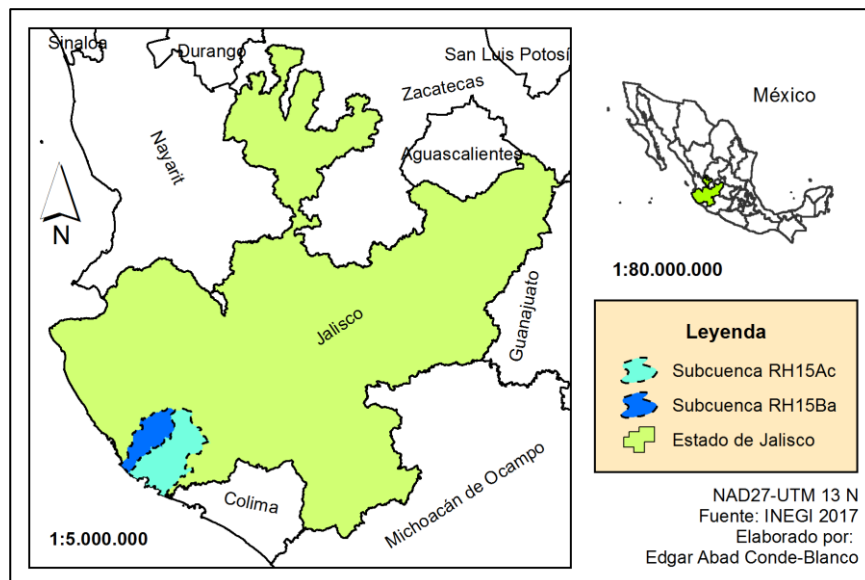 Sinaloa
Durango
San Luis Potosí
Zacatecas
Nayarit
Aguascalientes
N
Jalisco
Guanajuato
Colima
Michoacán de Ocampo
1:5.000.000
México
1:80.000.000
Leyenda
Subcuenca RH15Ac
Subcuenca RH15Ba
Estado de Jalisco
NAD27-UTM 13 N
Fuente: INEGI 2017
Elaborado por:
Edgar Abad Conde-Blanco